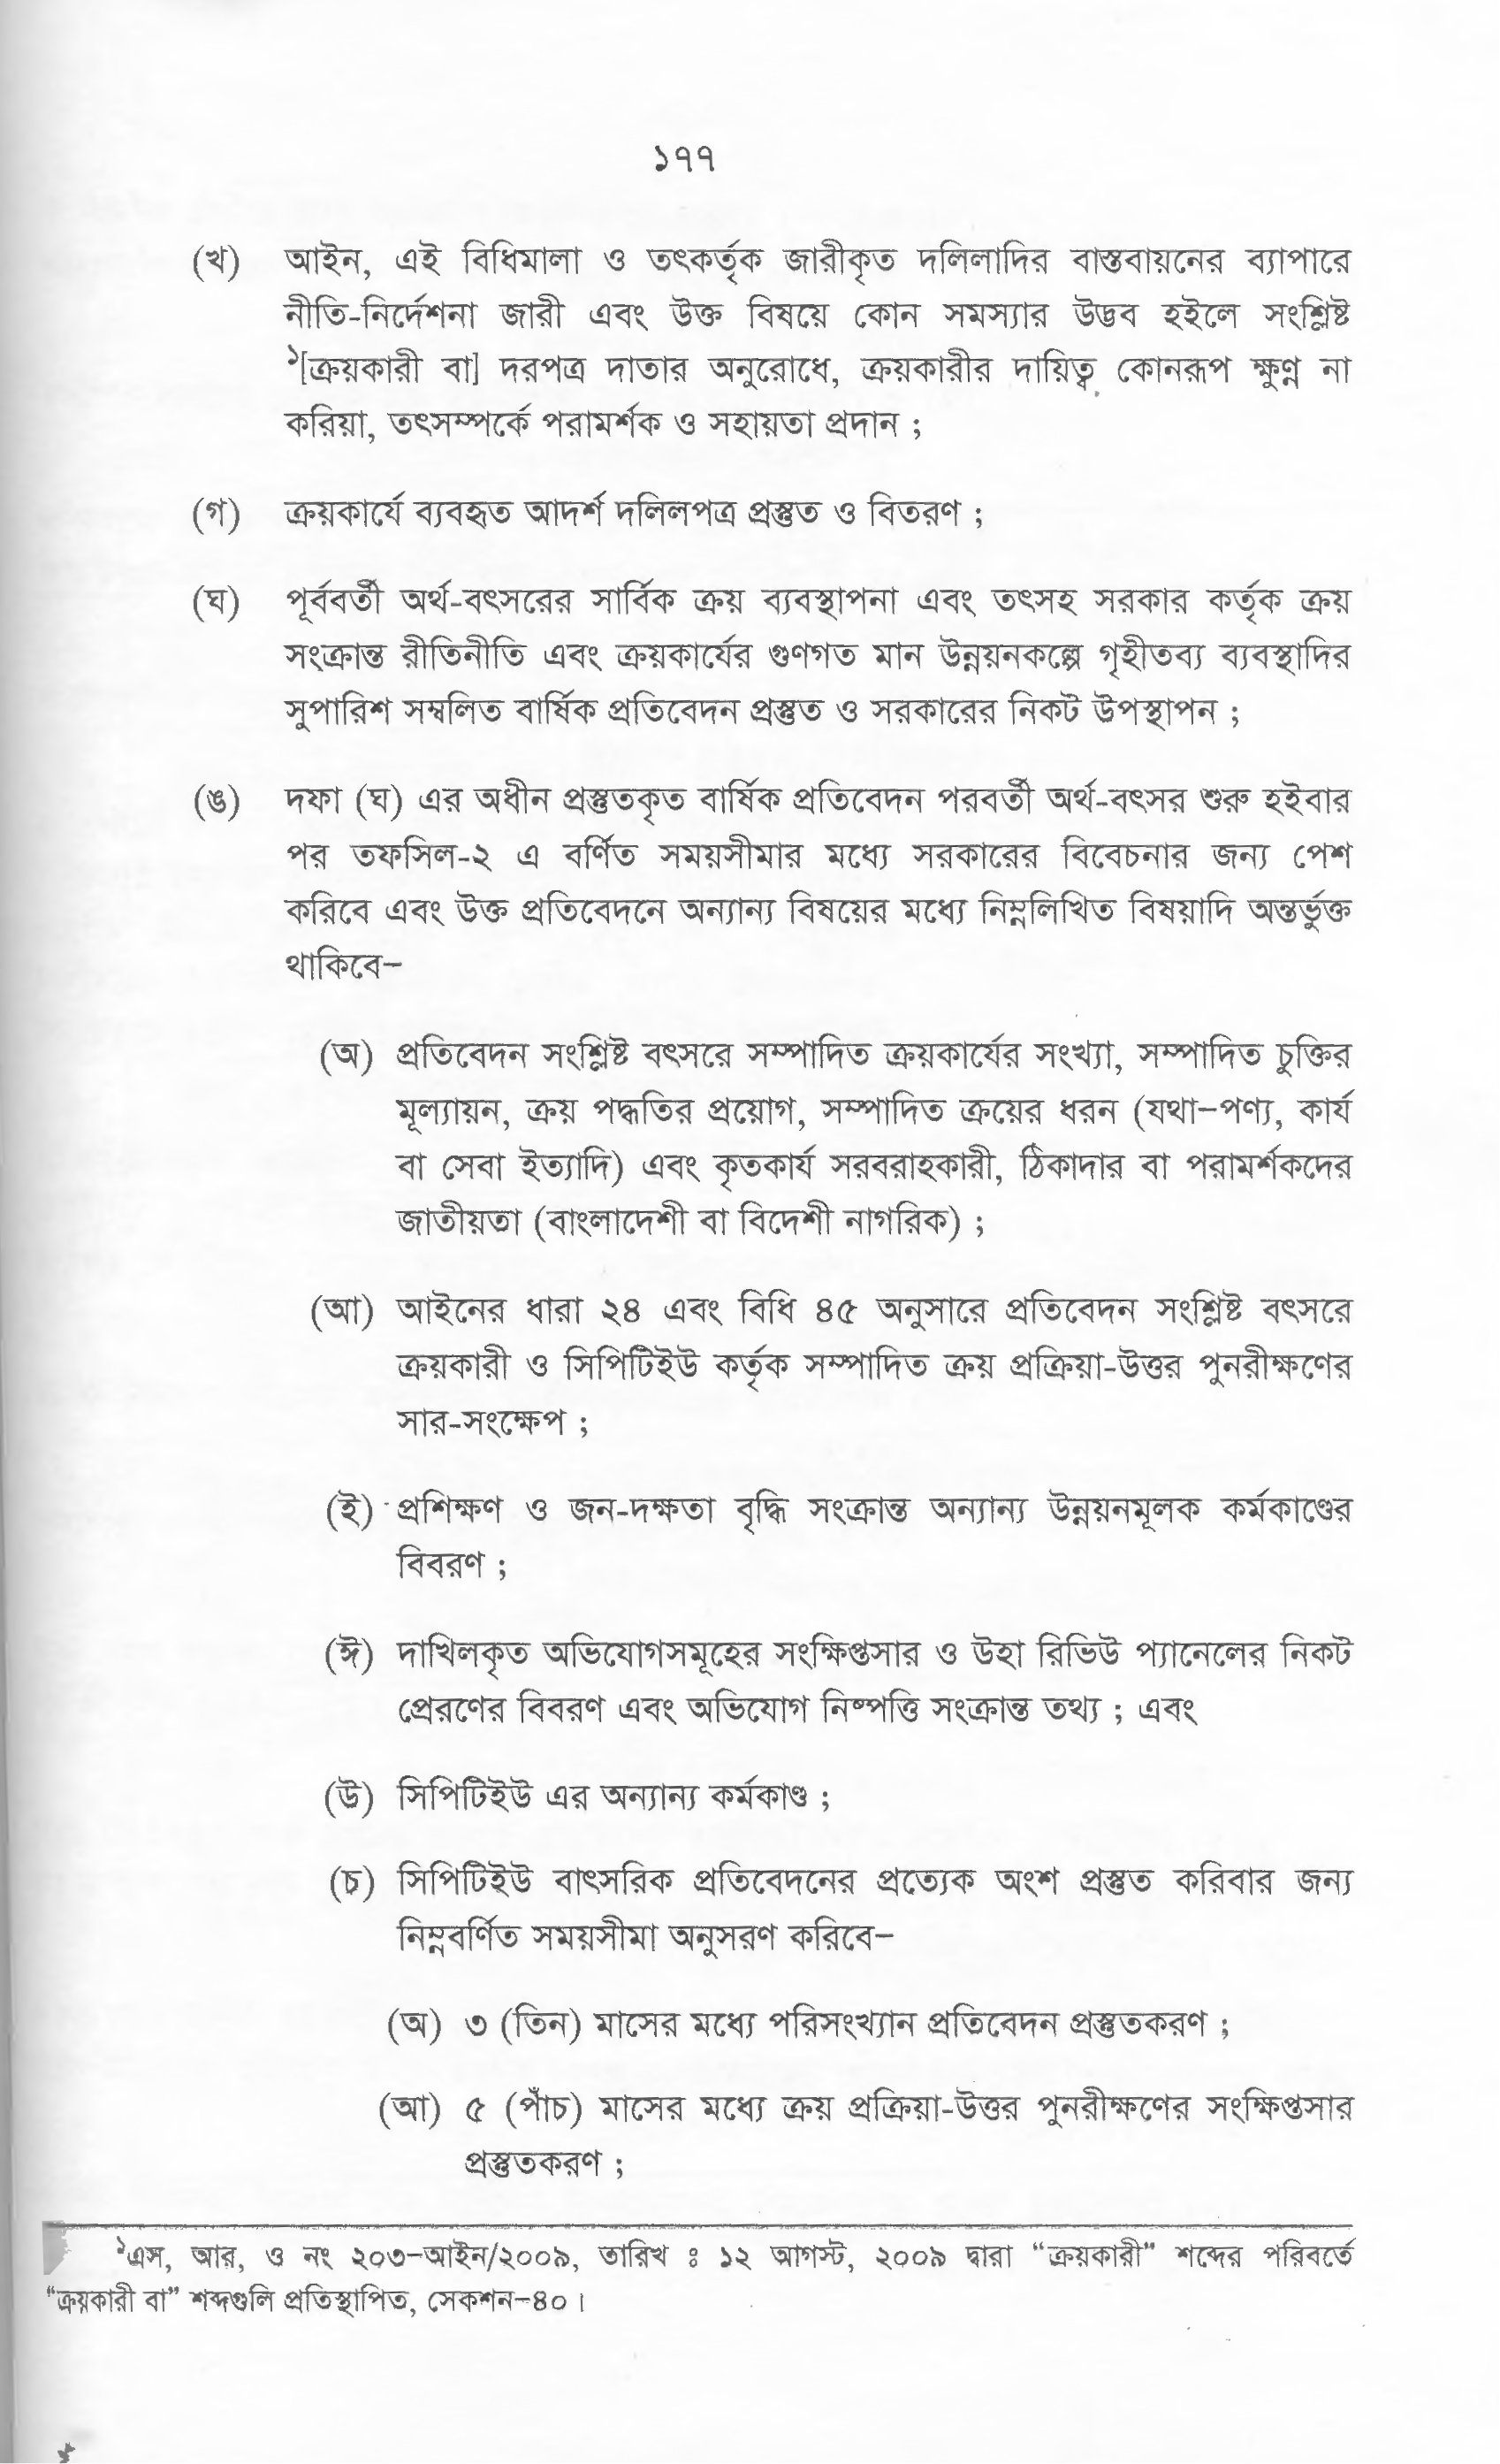 ১৭৭
(খ) আইন, এই বিধিমালা ও তৎকর্তৃক জারীকৃত দলিলাদির বাস্তবায়নের ব্যাপারে
নীতি-নির্দেশনা জারী এবং উক্ত বিষয়ে কোন সমস্যার উদ্ভব হইলে সংশ্লিষ্ট
¹[ক্রয়কারী বা] দরপত্র দাতার অনুরোধে, ক্রয়কারীর দায়িত্ব কোনরূপ ক্ষুণ্ণ না
করিয়া, তৎসম্পর্কে পরামর্শক ও সহায়তা প্রদান ;
(গ) ক্রয়কার্যে ব্যবহৃত আদর্শ দলিলপত্র প্রস্তুত ও বিতরণ ;
(ঘ) পূর্ববর্তী অর্থ-বৎসরের সার্বিক ক্রয় ব্যবস্থাপনা এবং তৎসহ সরকার কর্তৃক ক্রয়
সংক্রান্ত রীতিনীতি এবং ক্রয়কার্যের গুণগত মান উন্নয়নকল্পে গৃহীতব্য ব্যবস্থাদির
সুপারিশ সম্বলিত বার্ষিক প্রতিবেদন প্রস্তুত ও সরকারের নিকট উপস্থাপন ;
(ঙ) দফা (ঘ) এর অধীন প্রস্তুতকৃত বার্ষিক প্রতিবেদন পরবর্তী অর্থ-বৎসর শুরু হইবার
পর তফসিল-২ এ বর্ণিত সময়সীমার মধ্যে সরকারের বিবেচনার জন্য পেশ
করিবে এবং উক্ত প্রতিবেদনে অন্যান্য বিষয়ের মধ্যে নিম্নলিখিত বিষয়াদি অন্তর্ভুক্ত
থাকিবে–
(অ) প্রতিবেদন সংশ্লিষ্ট বৎসরে সম্পাদিত ক্রয়কার্যের সংখ্যা, সম্পাদিত চুক্তির
মূল্যায়ন, ক্রয় পদ্ধতির প্রয়োগ, সম্পাদিত ক্রয়ের ধরন (যথা–পণ্য, কার্য
বা সেবা ইত্যাদি) এবং কৃতকার্য সরবরাহকারী, ঠিকাদার বা পরামর্শকদের
জাতীয়তা (বাংলাদেশী বা বিদেশী নাগরিক) ;
(আ) আইনের ধারা ২৪ এবং বিধি ৪৫ অনুসারে প্রতিবেদন সংশ্লিষ্ট বৎসরে
ক্রয়কারী ও সিপিটিইউ কর্তৃক সম্পাদিত ক্রয় প্রক্রিয়া-উত্তর পুনরীক্ষণের
সার-সংক্ষেপ ;
(ই) প্রশিক্ষণ ও জন-দক্ষতা বৃদ্ধি সংক্রান্ত অন্যান্য উন্নয়নমূলক কর্মকাণ্ডের
বিবরণ ;
(ঈ) দাখিলকৃত অভিযোগসমূহের সংক্ষিপ্তসার ও উহা রিভিউ প্যানেলের নিকট
প্রেরণের বিবরণ এবং অভিযোগ নিষ্পত্তি সংক্রান্ত তথ্য ; এবং
(উ) সিপিটিইউ এর অন্যান্য কর্মকাণ্ড ;
(চ) সিপিটিইউ বাৎসরিক প্রতিবেদনের প্রত্যেক অংশ প্রস্তুত করিবার জন্য
নিম্নবর্ণিত সময়সীমা অনুসরণ করিবে–
(অ) ৩ (তিন) মাসের মধ্যে পরিসংখ্যান প্রতিবেদন প্রস্তুতকরণ ;
(আ) ৫ (পাঁচ) মাসের মধ্যে ক্রয় প্রক্রিয়া-উত্তর পুনরীক্ষণের সংক্ষিপ্তসার
প্রস্তুতকরণ ;
¹এস, আর, ও নং ২০৩–আইন/২০০৯, তারিখ ঃ ১২ আগস্ট, ২০০৯ দ্বারা “ক্রয়কারী” শব্দের পরিবর্তে
“ক্রয়কারী বা” শব্দগুলি প্রতিস্থাপিত, সেকশন–৪০।